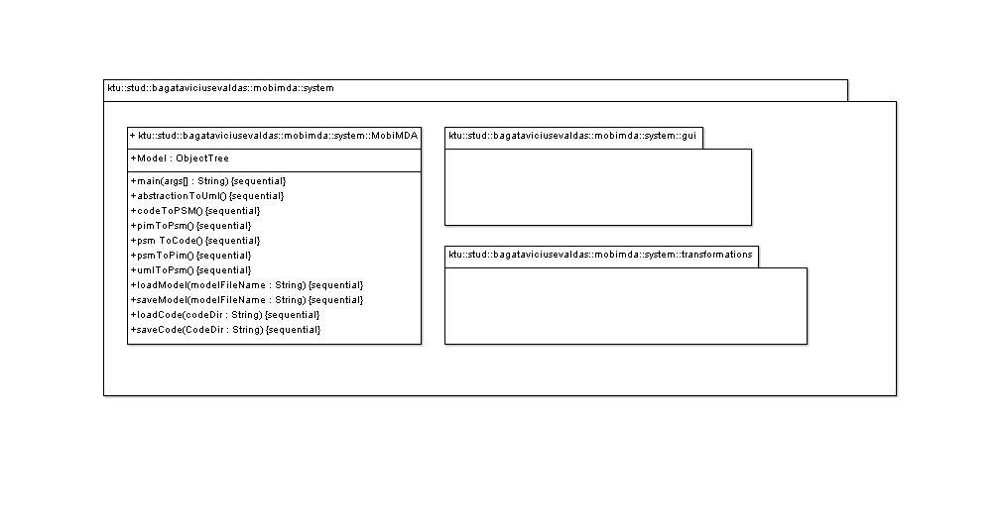 ktu::stud::bagataviciusevaldas::mobimda::system
+ ktu::stud::bagataviciusevaldas::mobimda::system::MobiMDA
+Model : ObjectTree
+main(args[] : String) {sequential}
+abstractionToUml() {sequential}
+codeToPSM() {sequential}
+pimToPsm() {sequential}
+psm ToCode() {sequential}
+psmToPim() {sequential}
+umlToPsm() {sequential}
+loadModel(modelFileName : String) {sequential}
+saveModel(modelFileName : String) {sequential}
+loadCode(codeDir : String) {sequential}
+saveCode(CodeDir : String) {sequential}
ktu::stud::bagataviciusevaldas::mobimda::system::gui
ktu::stud::bagataviciusevaldas::mobimda::system::transformations